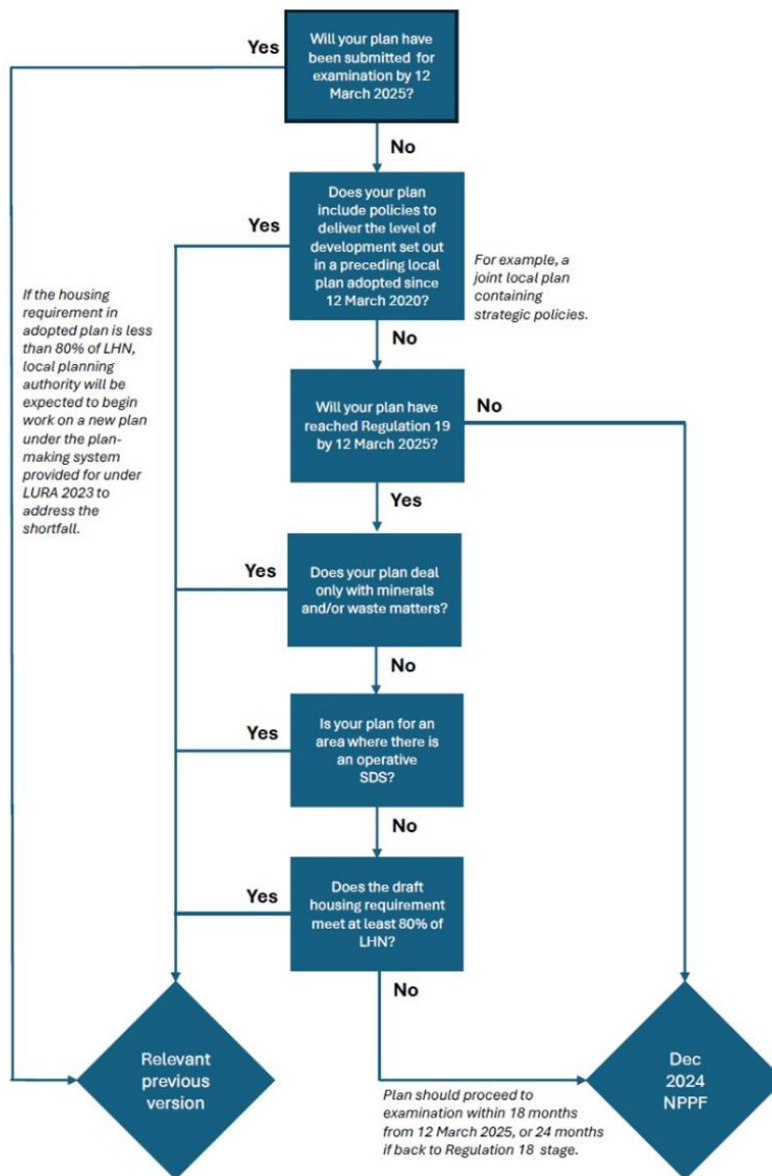 Yes
Will your plan have
been submitted for
examination by 12
March 2025?
No
Yes
Does your plan
include policies to
deliver the level of
development set out
in a preceding local
plan adopted since
12 March 2020?
For example, a
joint local plan
containing
strategic policies.
If the housing
requirement in
adopted plan is less
than 80% of LHN,
local planning
authority will be
expected to begin
work on a new plan
under the plan-
making system
provided for under
LURA 2023 to
address the
shortfall.
No
Will your plan have
reached Regulation 19
by 12 March 2025?
No
Yes
Yes
Does your plan deal
only with minerals
and/or waste matters?
No
Yes
Is your plan for an
area where there is
an operative
SDS?
No
Yes
Does the draft
housing requirement
meet at least 80% of
LHN?
No
Relevant
previous
version
Dec
2024
NPPF
Plan should proceed to
examination within 18 months
from 12 March 2025, or 24 months
if back to Regulation 18 stage.